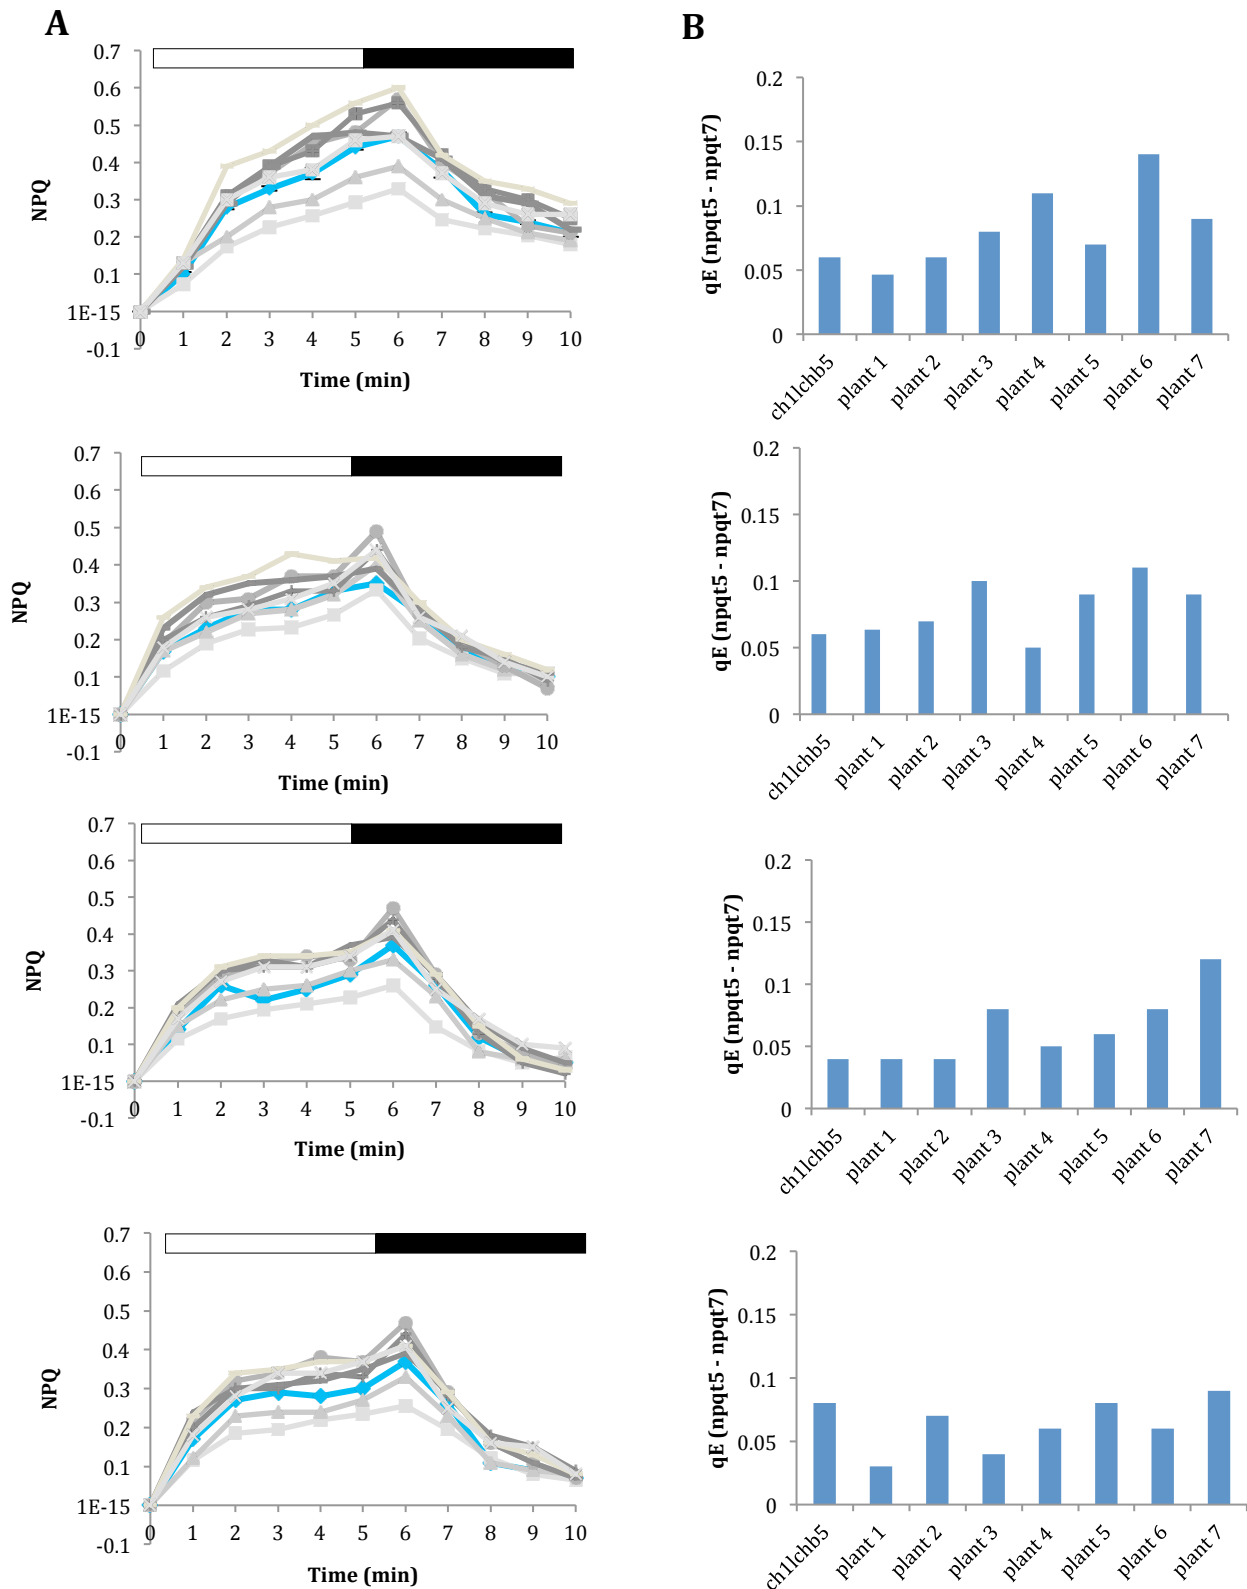 A
0.7
0.6
0.5
0.4
0.3
0.2
0.1
1E-15
-0.1
NPQ
0 1 2 3 4 5 6 7 8 9 10
Time (min)
B
0.2
0.15
0.1
0.05
0
qE (npqt5 - npqt7)
ch1lchb5
plant 1
plant 2
plant 3
plant 4
plant 5
plant 6
plant 7
0.7
0.6
0.5
0.4
0.3
0.2
0.1
1E-15
-0.1
NPQ
0 1 2 3 4 5 6 7 8 9 10
Time (min)
0.2
0.15
0.1
0.05
0
qE (npqt5 - npqt7)
ch1lchb5
plant 1
plant 2
plant 3
plant 4
plant 5
plant 6
plant 7
0.7
0.6
0.5
0.4
0.3
0.2
0.1
1E-15
-0.1
NPQ
0 1 2 3 4 5 6 7 8 9 10
Time (min)
0.2
0.15
0.1
0.05
0
qE (npqt5 - npqt7)
ch1lchb5
plant 1
plant 2
plant 3
plant 4
plant 5
plant 6
plant 7
0.7
0.6
0.5
0.4
0.3
0.2
0.1
1E-15
-0.1
NPQ
0 1 2 3 4 5 6 7 8 9 10
Time (min)
0.2
0.15
0.1
0.05
0
qE (npqt5 - npqt7)
ch1lchb5
plant 1
plant 2
plant 3
plant 4
plant 5
plant 6
plant 7